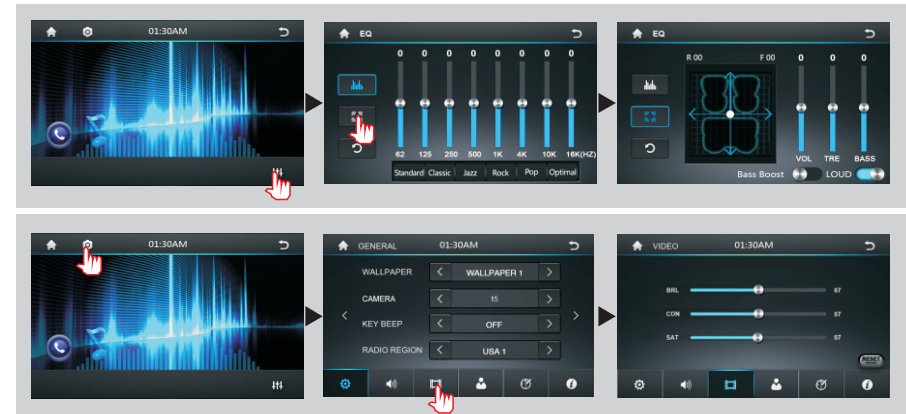 01:30AM
EQ
0 0 0 0 0 0 0 0
62 125 250 500 1K 4K 10K 16K(HZ)
Standard Classic Jazz Rock Pop Optimal
EQ
R 00 F 00 0 0 0
VOL TRE BASS
Bass Boost LOUD
01:30AM
GENERAL 01:30AM
WALLPAPER WALLPAPER 1
CAMERA 15
KEY BEEP OFF
RADIO REGION USA 1
VIDEO 01:30AM
BRL 07
CON 07
SAT 07
RESET